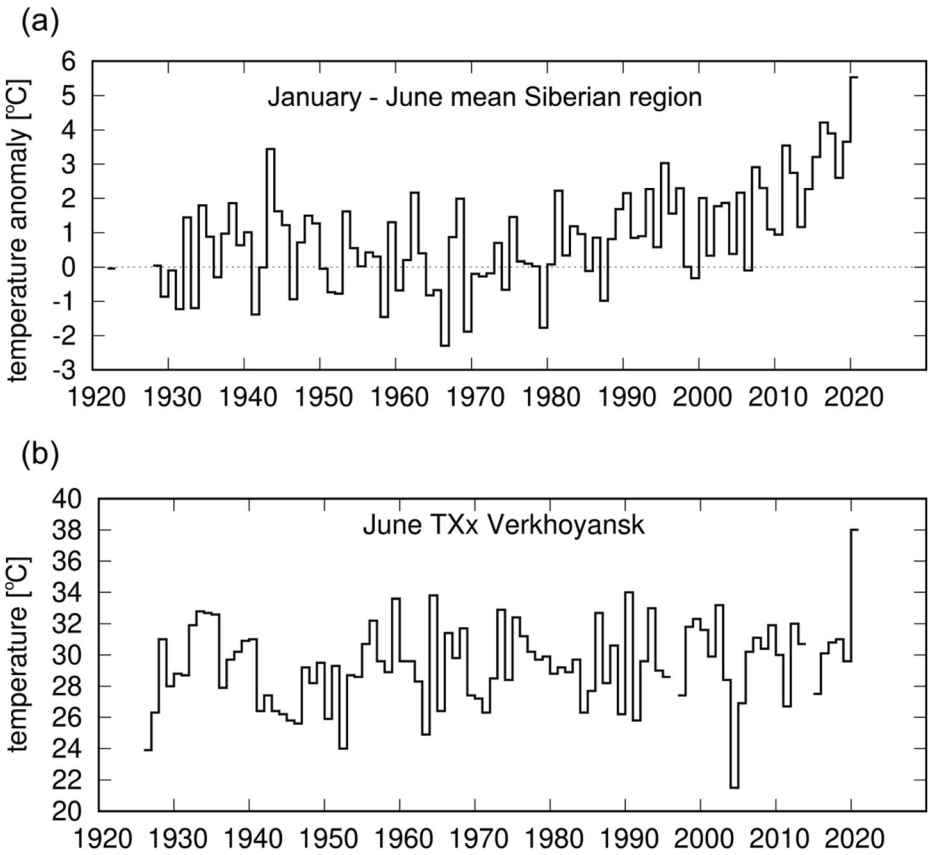 (a)
6
5
4
3
2
1
0
-1
-2
-3
temperature anomaly [°C]
January - June mean Siberian region
1920 1930 1940 1950 1960 1970 1980 1990 2000 2010 2020
(b)
40
38
36
34
32
30
28
26
24
22
20
temperature [°C]
June TXx Verkhoyansk
1920 1930 1940 1950 1960 1970 1980 1990 2000 2010 2020